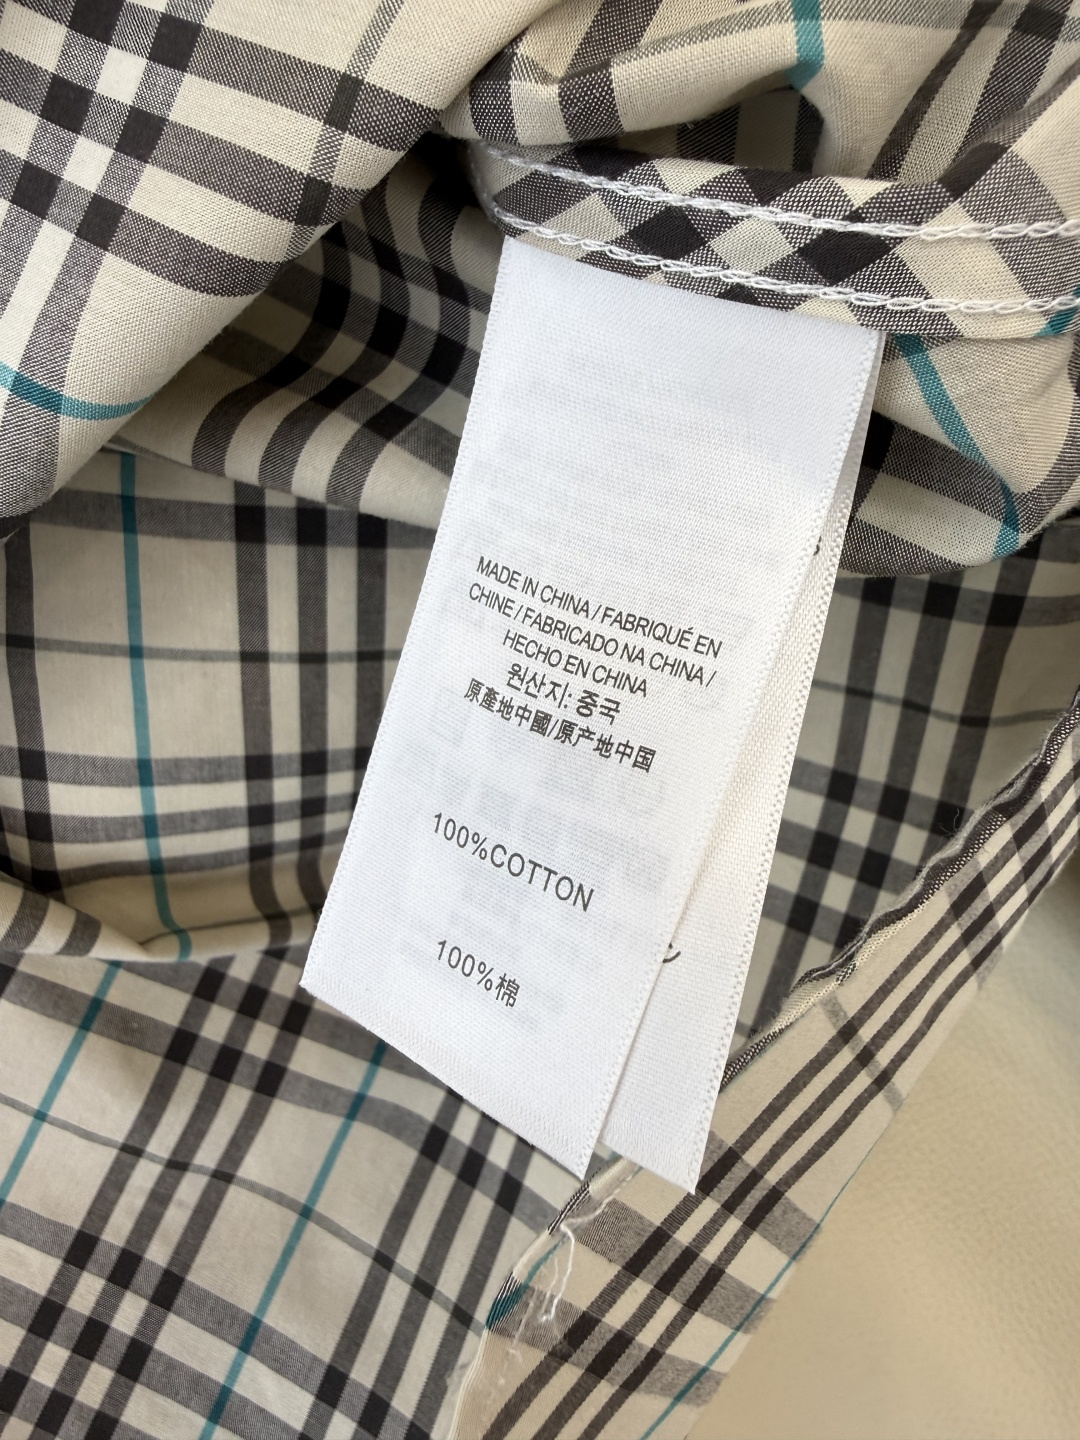 MADE IN CHINA / FABRIQUÉ EN
CHINE / FABRICADO NA CHINA /
HECHO EN CHINA
원산지: 중국
原產地中國/原产地中国
100%COTTON
100%棉